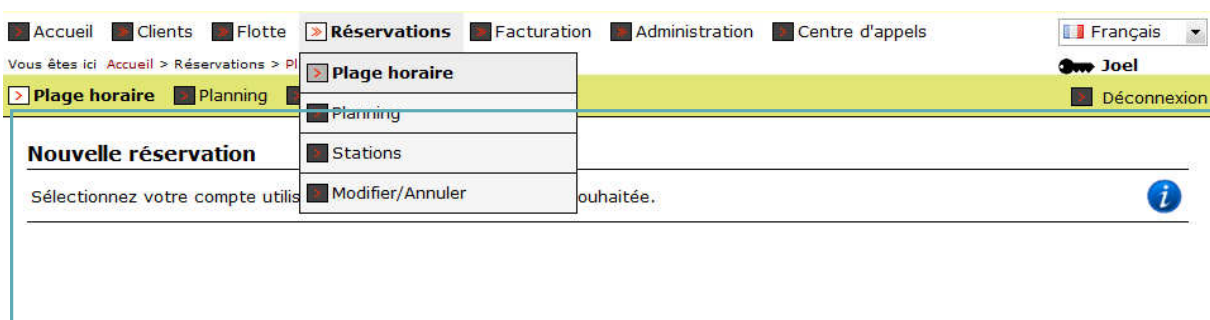 Accueil Clients Flotte Réservations Facturation Administration Centre d'appels Français
Vous êtes ici Accueil > Réservations > Pl
Joel
Plage horaire
Plage horaire Planning
Déconnexion
Planning
Nouvelle réservation
Stations
Sélectionnez votre compte utilis
ouhaitée.
Modifier/Annuler